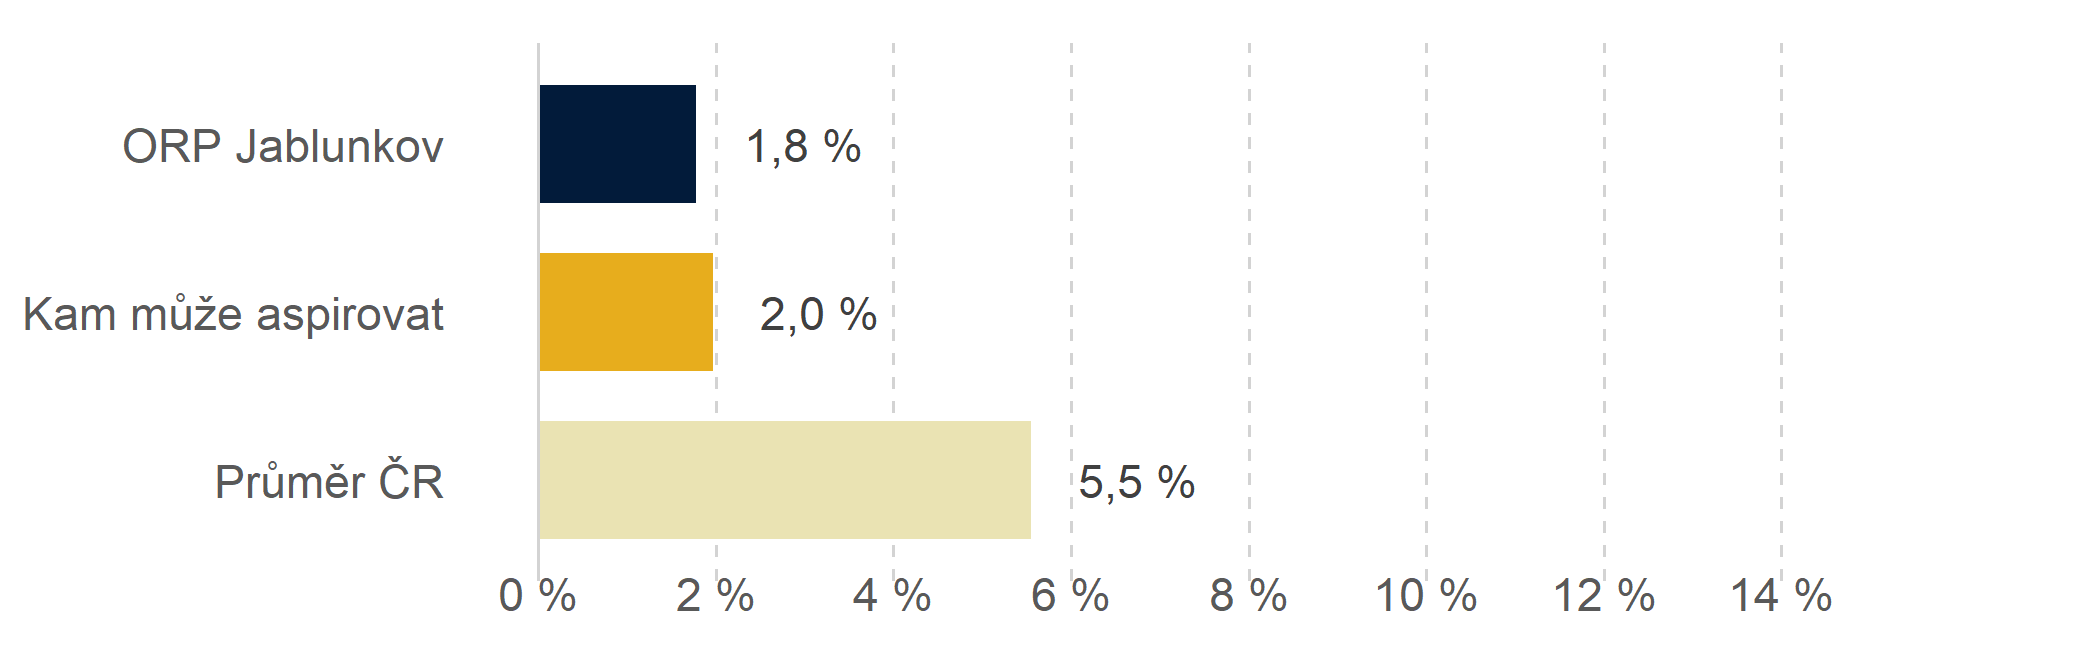 ORP Jablunkov
1,8 %
Kam může aspirovat
2,0 %
Průměr ČR
5,5 %
0 % 2 % 4 % 6 % 8 % 10 % 12 % 14 %